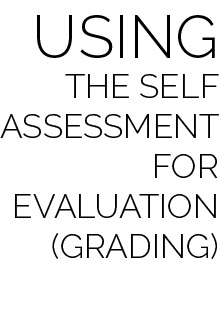 USING
THE SELF
ASSESSMENT
FOR
EVALUATION
(GRADING)